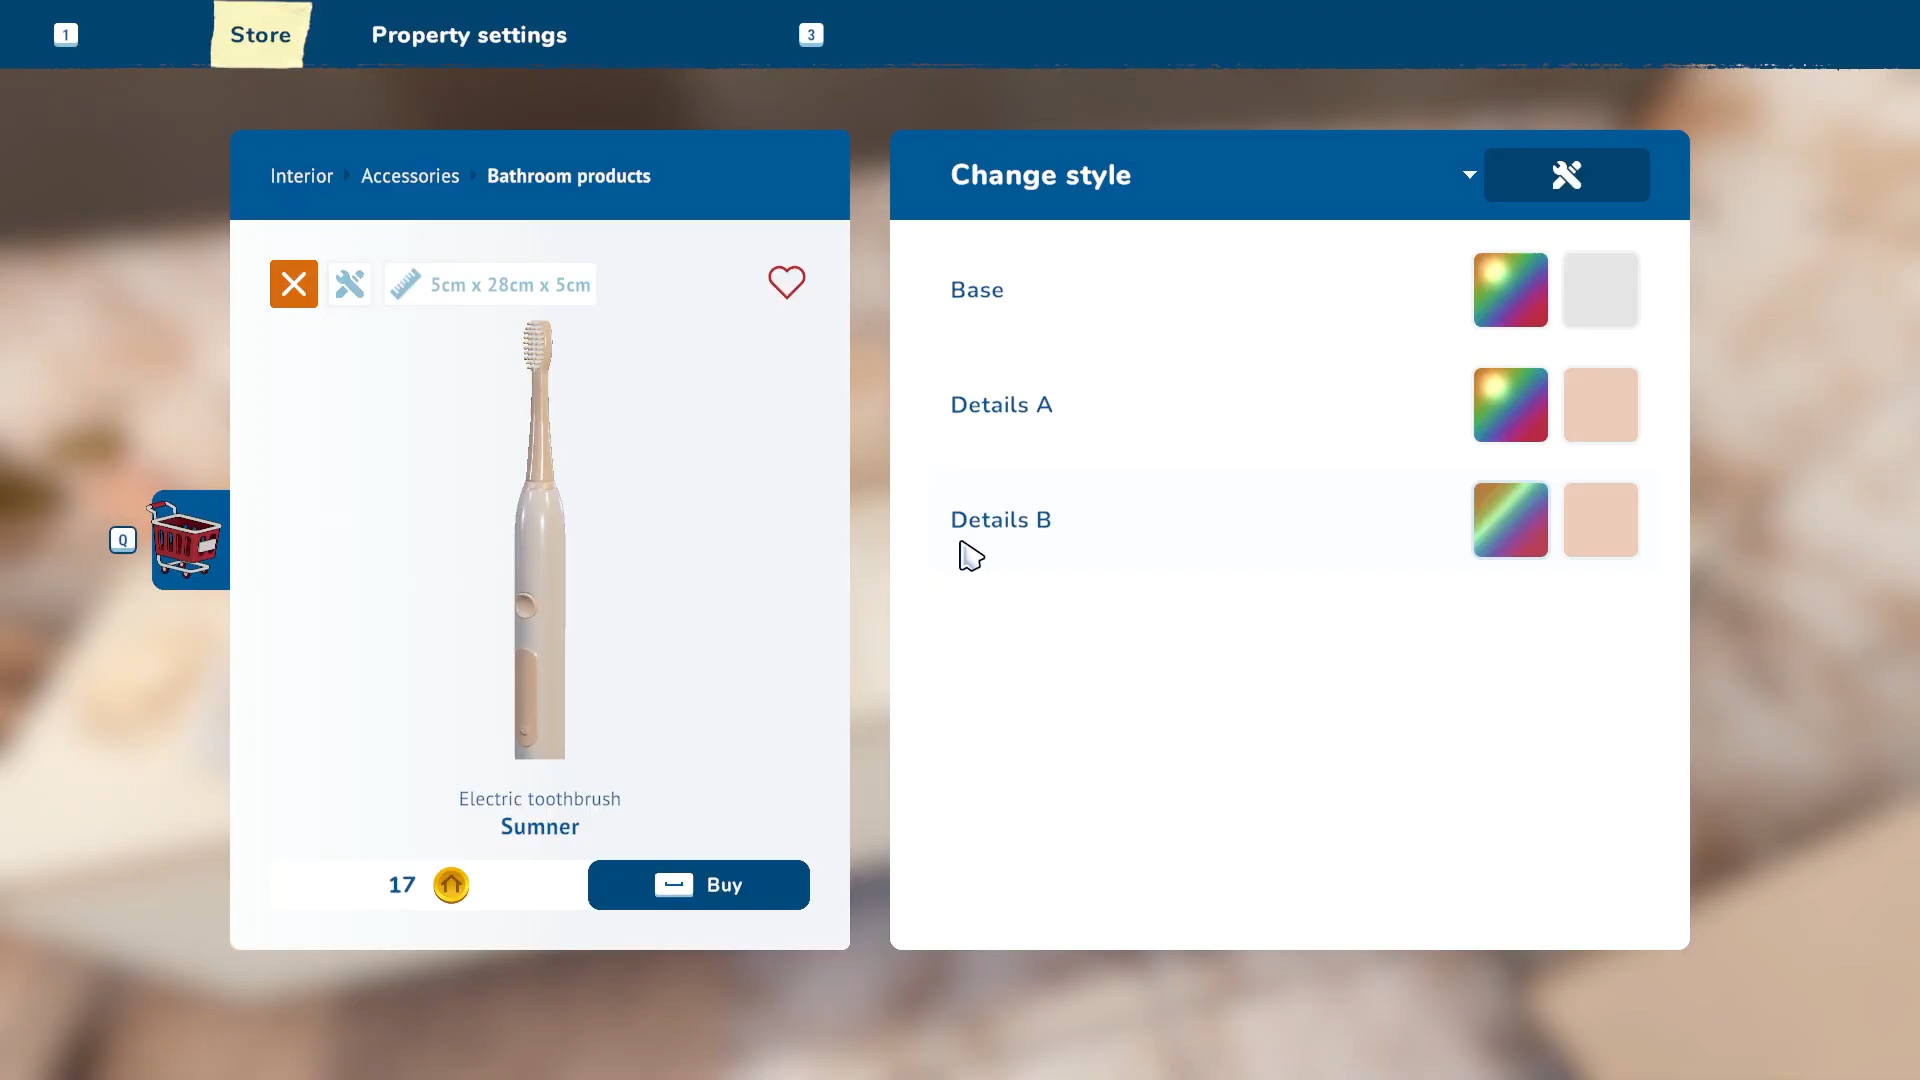 1
Store
Property settings
3
Interior
Accessories
Bathroom products
Change style
5cm x 28cm x 5cm
Base
Details A
Details B
Q
Electric toothbrush
Sumner
17
Buy